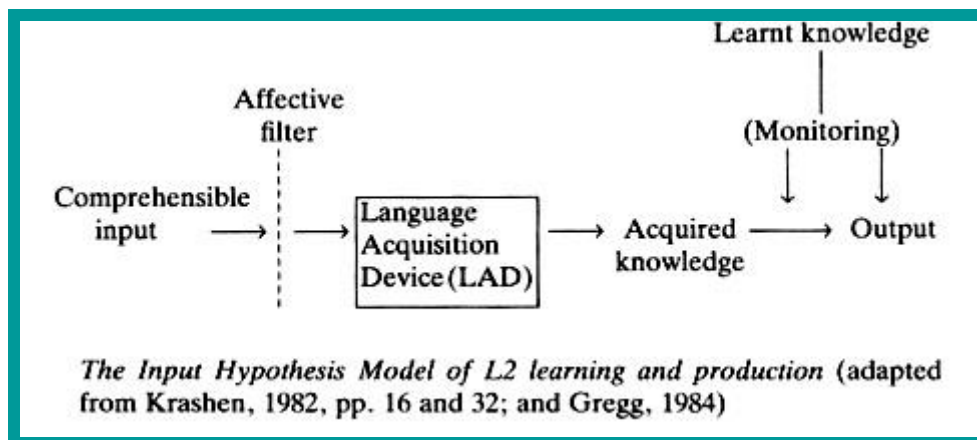 Learnt knowledge
Affective
filter
(Monitoring)
Comprehensible
input
Language
Acquisition
Device (LAD)
Acquired
knowledge
Output
The Input Hypothesis Model of L2 learning and production (adapted
from Krashen, 1982, pp. 16 and 32; and Gregg, 1984)